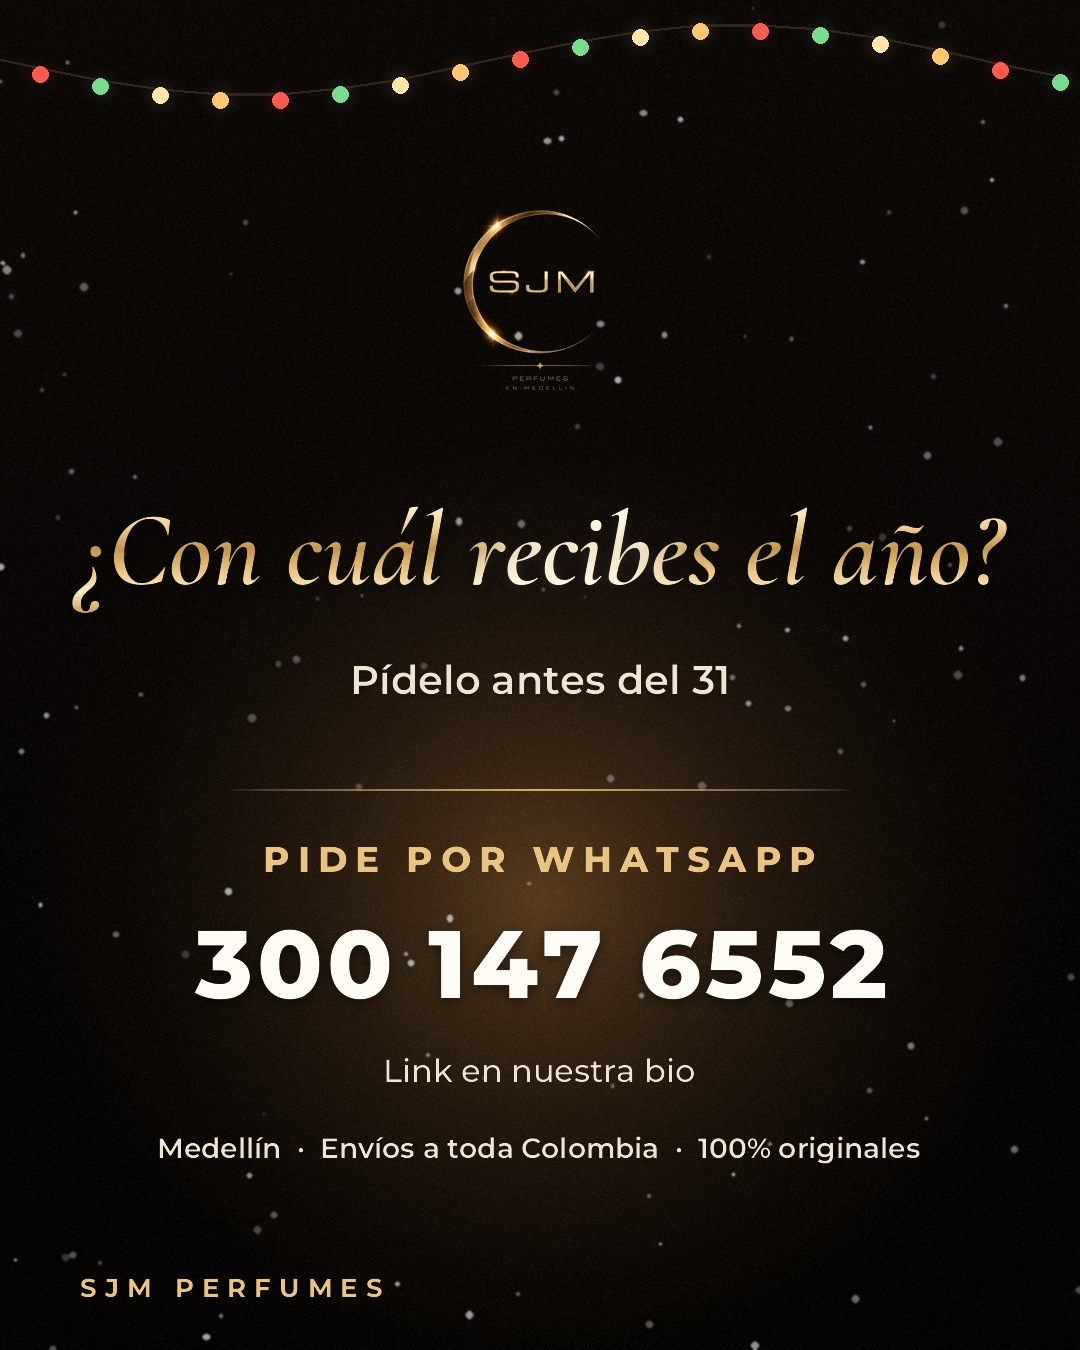 SJM
PERFUMES
EN MEDELLIN
¿Con cuál recibes el año?
Pídelo antes del 31
PIDE POR WHATSAPP
300 147 6552
Link en nuestra bio
Medellín · Envíos a toda Colombia · 100% originales
SJM PERFUMES